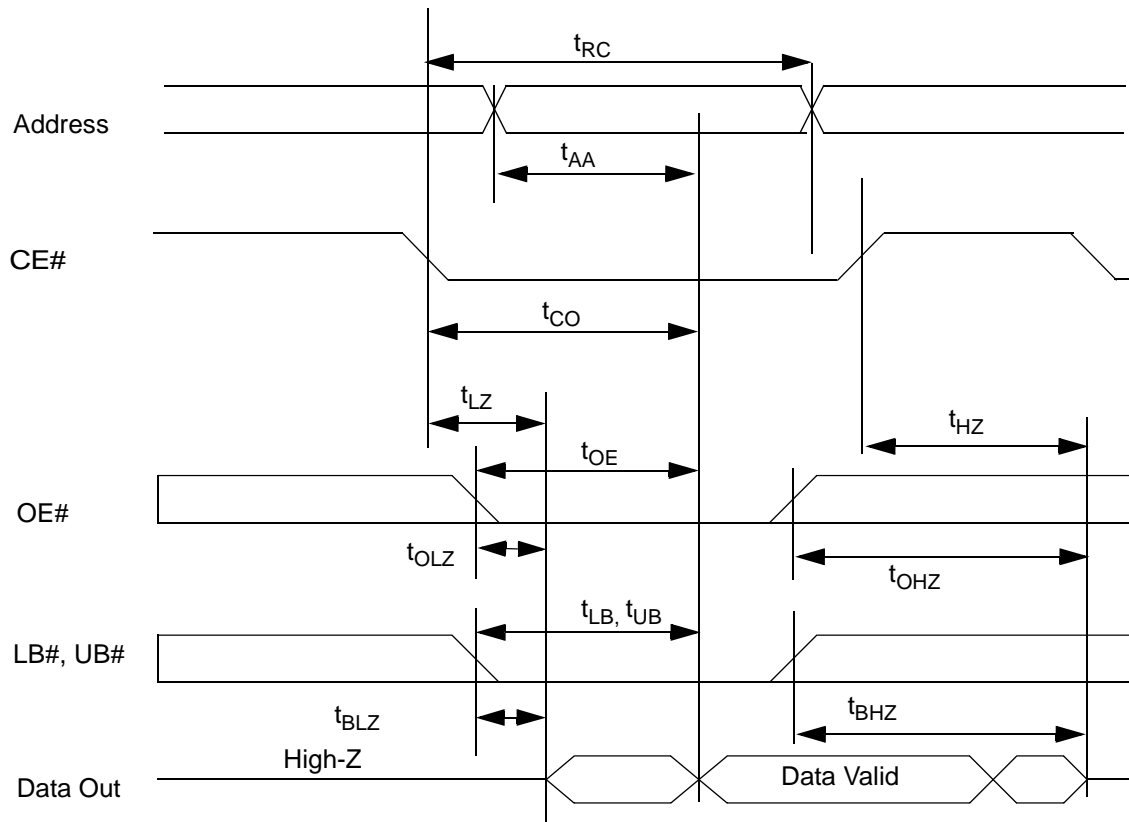 tRC
Address
tAA
CE#
tCO
tLZ
tHZ
tOE
OE#
tOLZ
tOHZ
tLB, tUB
LB#, UB#
tBLZ
tBHZ
High-Z
Data Valid
Data Out